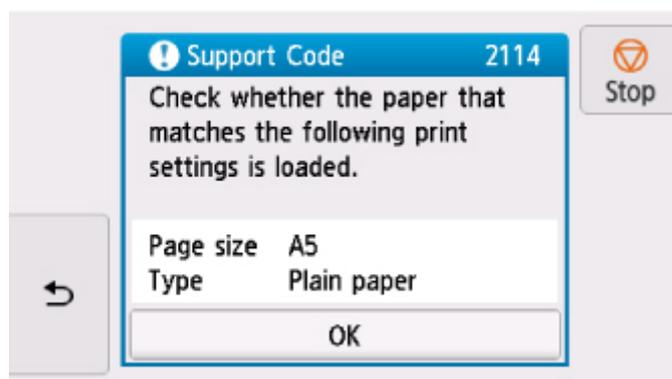 Support Code 2114
Stop
Check whether the paper that
matches the following print
settings is loaded.
Page size A5
Type Plain paper
OK